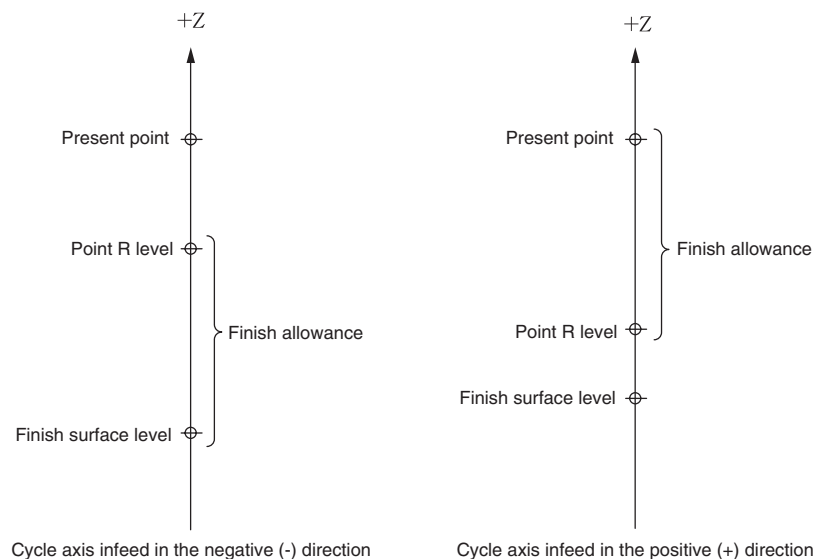 +Z
Present point
Point R level
Finish allowance
Finish surface level
Cycle axis infeed in the negative (-) direction
+Z
Present point
Finish allowance
Point R level
Finish surface level
Cycle axis infeed in the positive (+) direction